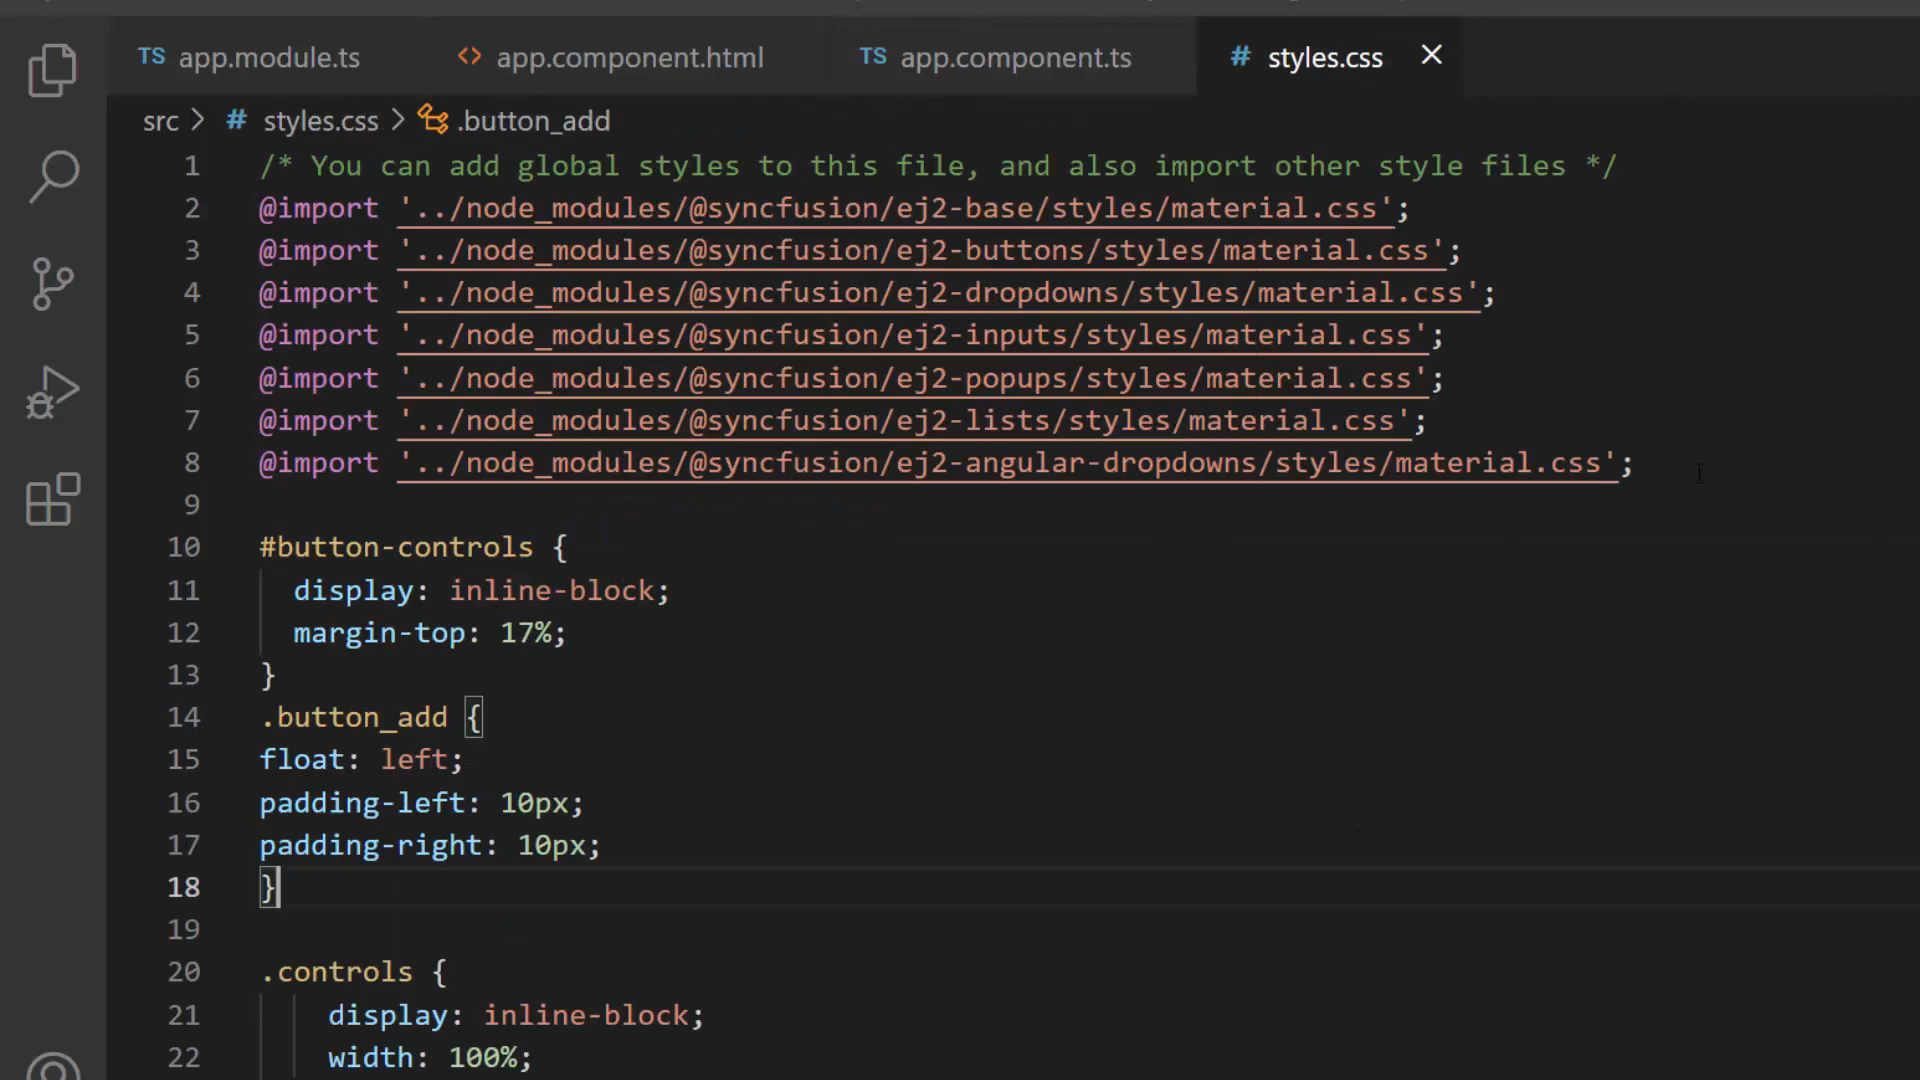 TS app.module.ts <> app.component.html TS app.component.ts # styles.css
src > # styles.css > .button_add
1 /* You can add global styles to this file, and also import other style files */
2 @import '../node_modules/@syncfusion/ej2-base/styles/material.css';
3 @import '../node_modules/@syncfusion/ej2-buttons/styles/material.css';
4 @import '../node_modules/@syncfusion/ej2-dropdowns/styles/material.css';
5 @import '../node_modules/@syncfusion/ej2-inputs/styles/material.css';
6 @import '../node_modules/@syncfusion/ej2-popups/styles/material.css';
7 @import '../node_modules/@syncfusion/ej2-lists/styles/material.css';
8 @import '../node_modules/@syncfusion/ej2-angular-dropdowns/styles/material.css';
9
10 #button-controls {
11 display: inline-block;
12 margin-top: 17%;
13 }
14 .button_add {
15 float: left;
16 padding-left: 10px;
17 padding-right: 10px;
18 }
19
20 .controls {
21 display: inline-block;
22 width: 100%;